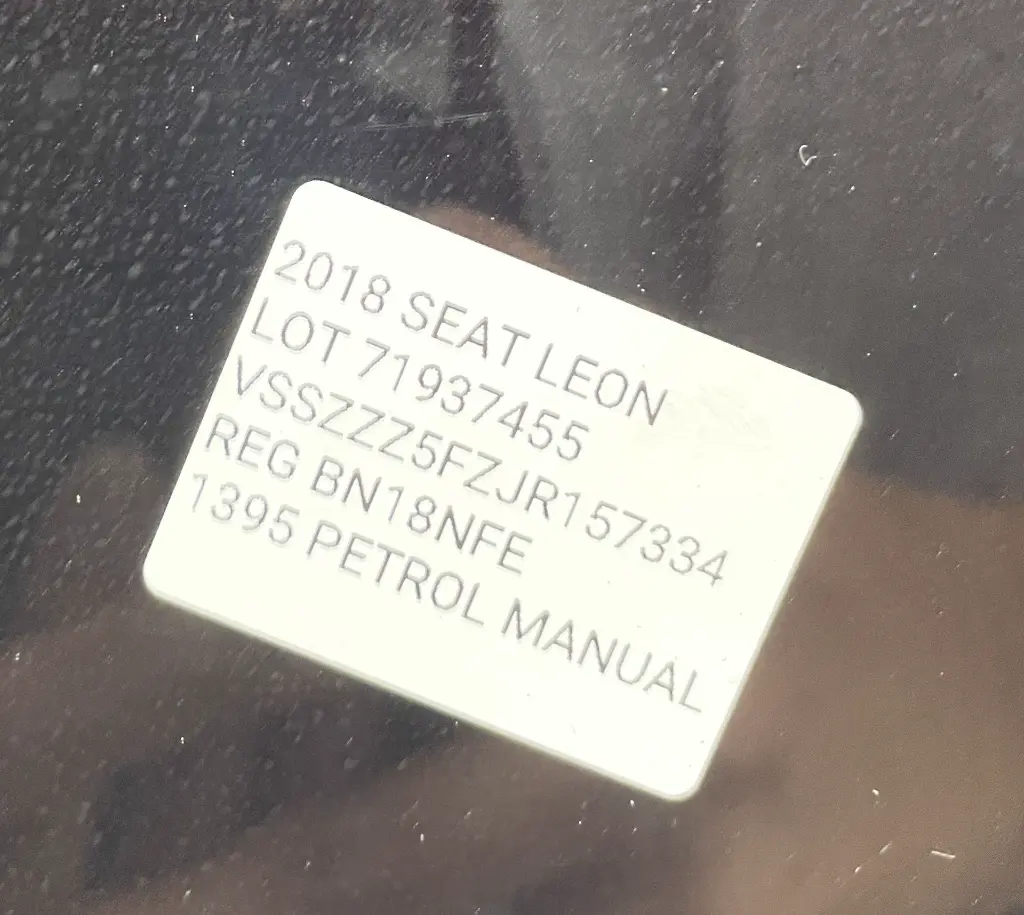 2018 SEAT LEON
LOT 71937455
VSSZZZ5FZJR157334
REG BN18NFE
1395 PETROL MANUAL